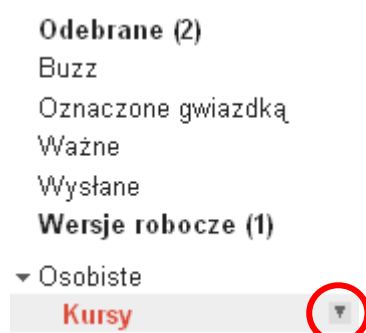 Odebrane (2)
Buzz
Oznaczone gwiazdką
Ważne
Wysłane
Wersje robocze (1)
Osobiste
Kursy